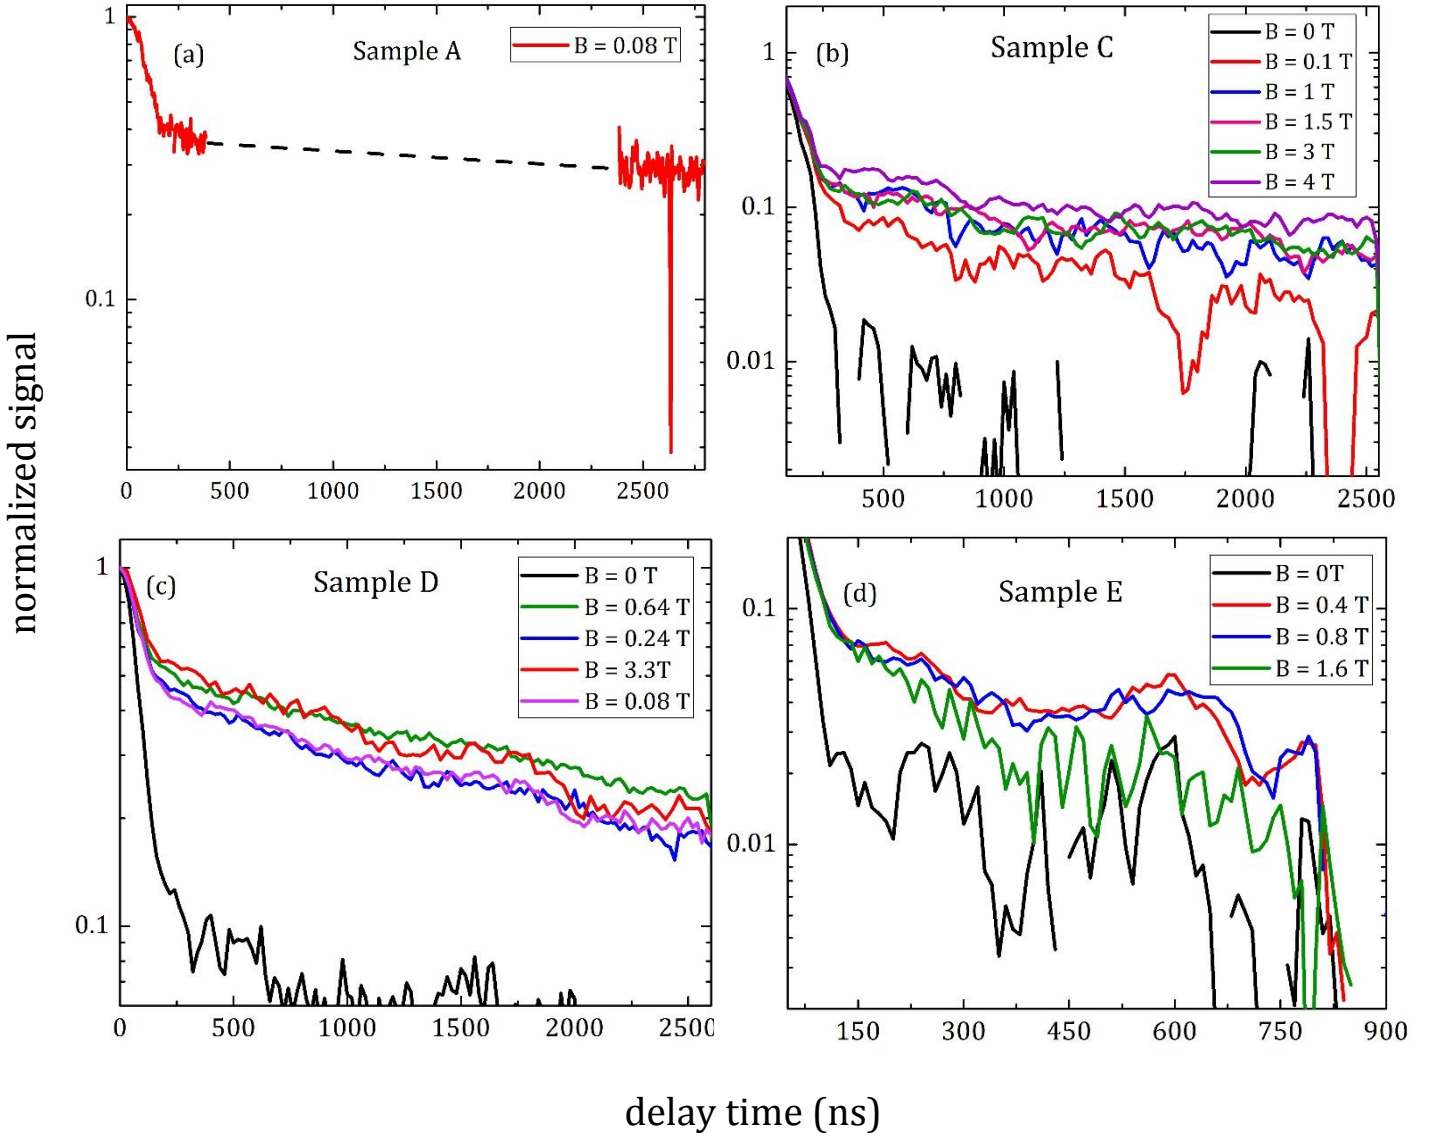 normalized signal
(a)
Sample A
B = 0.08 T
1
0.1
0
500
1000
1500
2000
2500
(b)
Sample C
B = 0 T
B = 0.1 T
B = 1 T
B = 1.5 T
B = 3 T
B = 4 T
1
0.1
0.01
500
1000
1500
2000
2500
(c)
Sample D
B = 0 T
B = 0.64 T
B = 0.24 T
B = 3.3T
B = 0.08 T
1
0.1
0
500
1000
1500
2000
2500
(d)
Sample E
B = 0T
B = 0.4 T
B = 0.8 T
B = 1.6 T
0.1
0.01
150
300
450
600
750
900
delay time (ns)